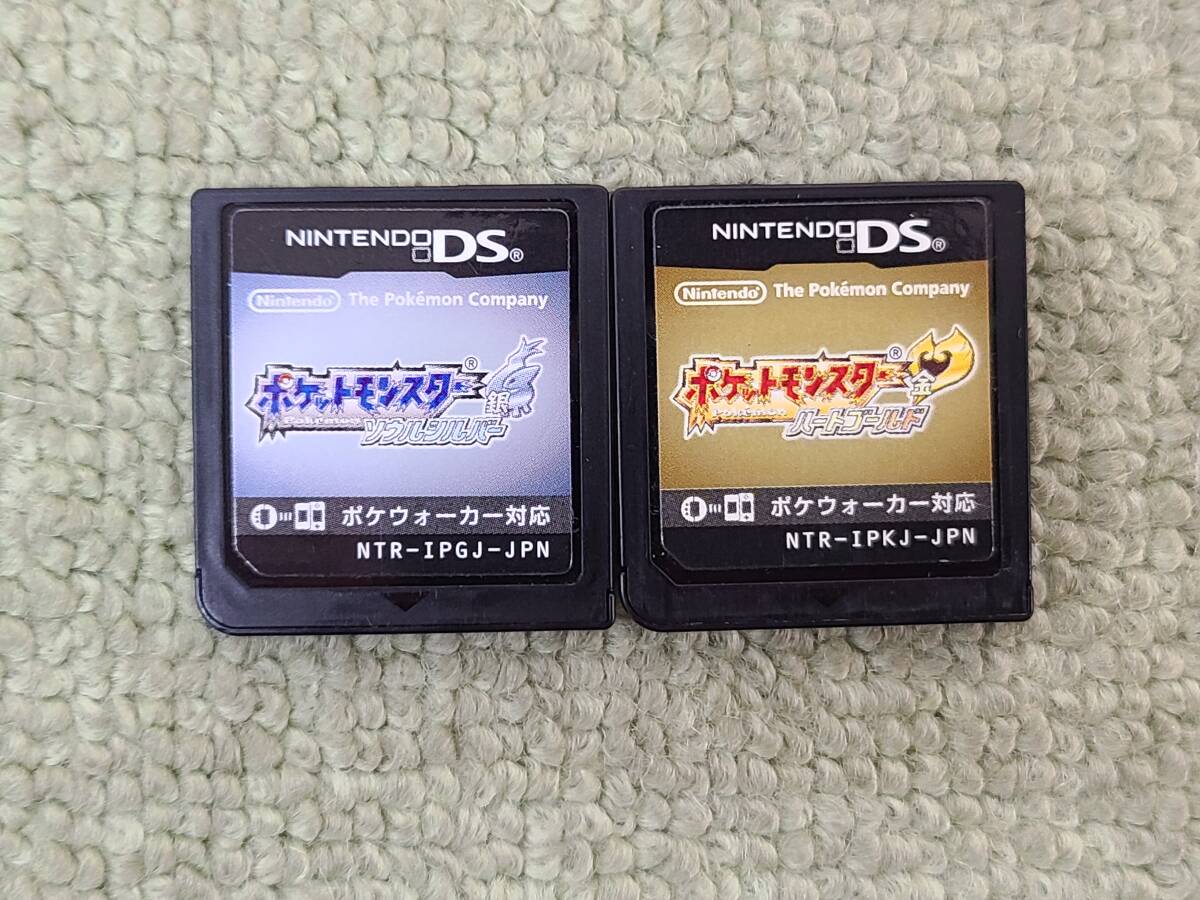 NINTENDO DS®
Nintendo® The Pokémon Company
ポケットモンスター®
Pokémon
銀
ソウルシルバー
ポケウォーカー対応
NTR-IPGJ-JPN
NINTENDO DS®
Nintendo® The Pokémon Company
ポケットモンスター®
Pokémon
金
ハートゴールド
ポケウォーカー対応
NTR-IPKJ-JPN